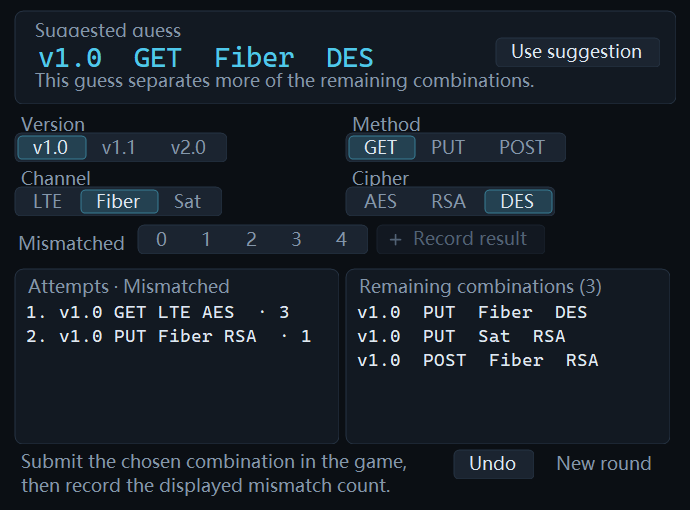 Suggested guess
v1.0 GET Fiber DES
Use suggestion
This guess separates more of the remaining combinations.
Version
v1.0 v1.1 v2.0
Method
GET PUT POST
Channel
LTE Fiber Sat
Cipher
AES RSA DES
Mismatched 0 1 2 3 4 + Record result
Attempts · Mismatched
1. v1.0 GET LTE AES · 3
2. v1.0 PUT Fiber RSA · 1
Remaining combinations (3)
v1.0 PUT Fiber DES
v1.0 PUT Sat RSA
v1.0 POST Fiber RSA
Submit the chosen combination in the game,
then record the displayed mismatch count.
Undo New round